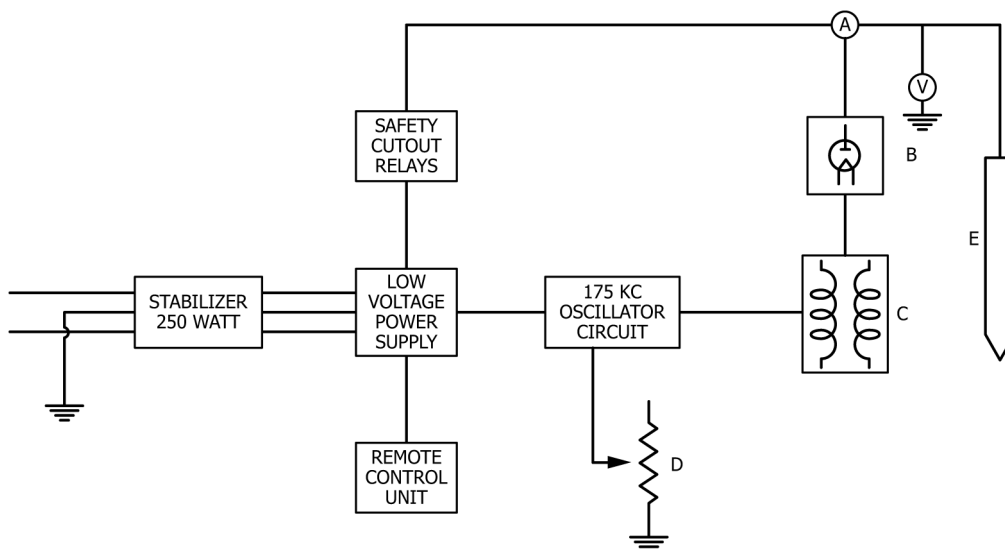 A
V
SAFETY
CUTOUT
RELAYS
B
E
STABILIZER
250 WATT
LOW
VOLTAGE
POWER
SUPPLY
175 KC
OSCILLATOR
CIRCUIT
C
REMOTE
CONTROL
UNIT
D